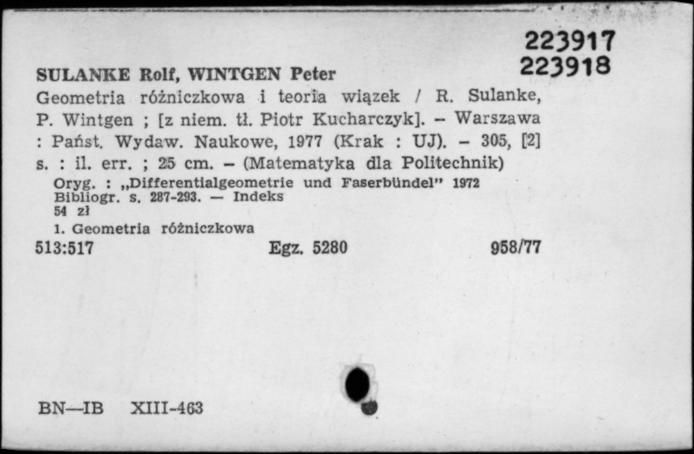 223917
223918
SULANKE Rolf, WINTGEN Peter
Geometria różniczkowa i teoria wiązek / R. Sulanke,
P. Wintgen ; [z niem. tł. Piotr Kucharczyk]. – Warszawa
: Państ. Wydaw. Naukowe, 1977 (Krak : UJ). – 305, [2]
s. : il. err. ; 25 cm. – (Matematyka dla Politechnik)
Oryg. : „Differentialgeometrie und Faserbündel" 1972
Bibliogr. s. 287-293. — Indeks
54 zł
1. Geometria różniczkowa
513:517 Egz. 5280 958/77
BN—IB XIII-463